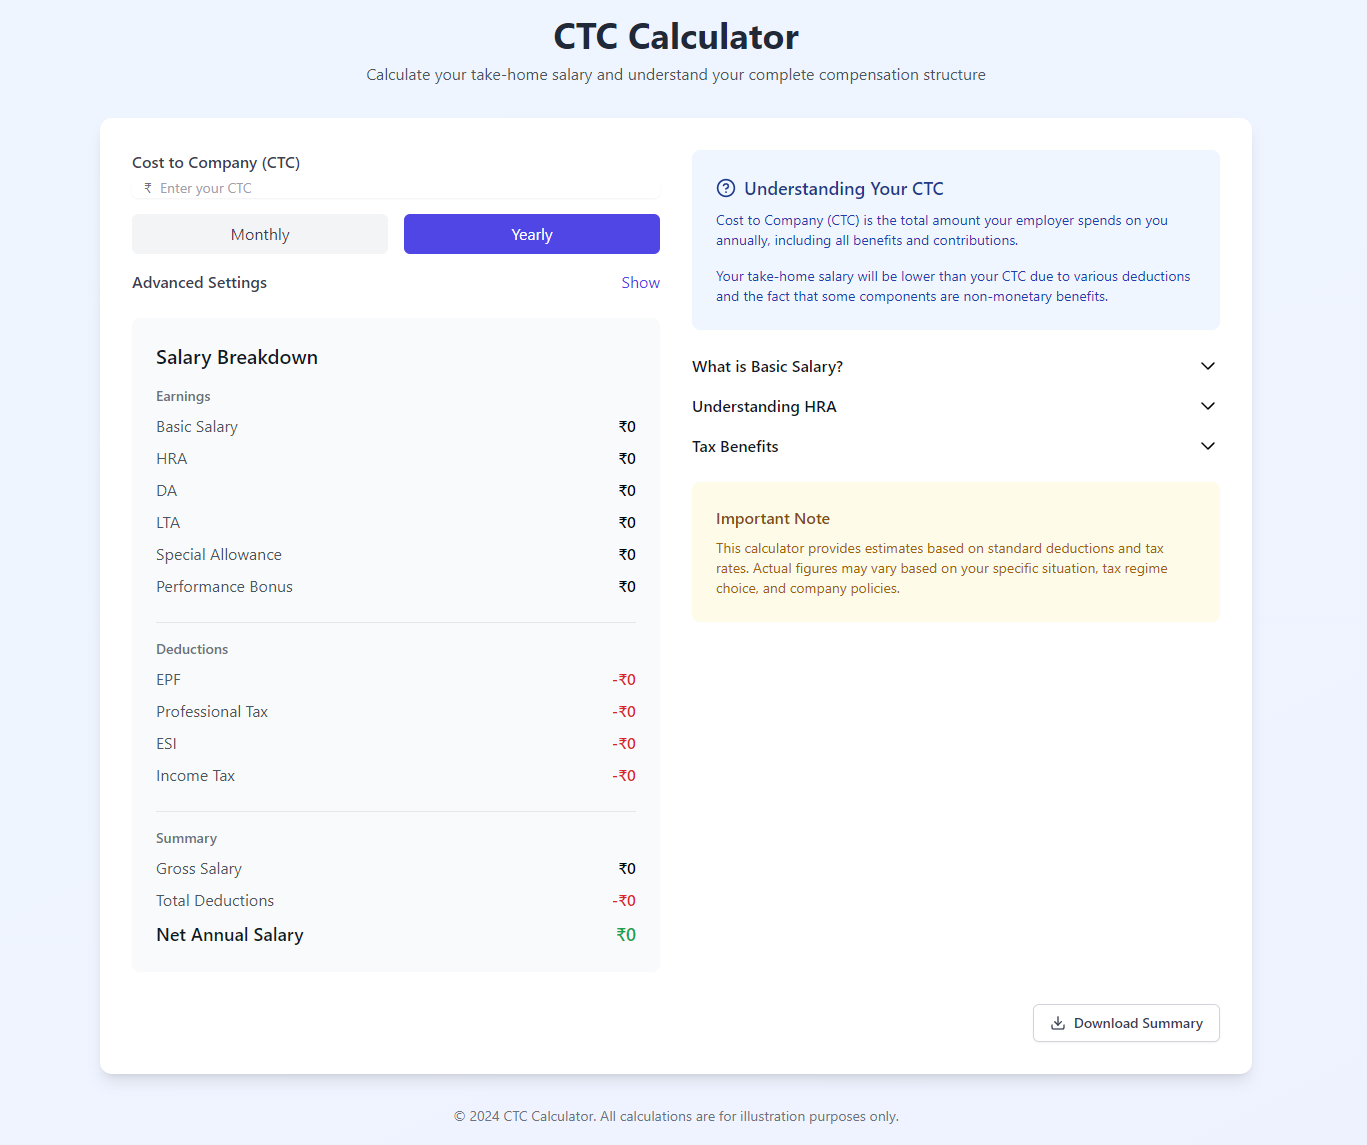 CTC Calculator
Calculate your take-home salary and understand your complete compensation structure
Cost to Company (CTC)
₹ Enter your CTC
Monthly
Yearly
Advanced Settings
Show
Salary Breakdown
Earnings
Basic Salary ₹0
HRA ₹0
DA ₹0
LTA ₹0
Special Allowance ₹0
Performance Bonus ₹0
Deductions
EPF -₹0
Professional Tax -₹0
ESI -₹0
Income Tax -₹0
Summary
Gross Salary ₹0
Total Deductions -₹0
Net Annual Salary ₹0
Understanding Your CTC
Cost to Company (CTC) is the total amount your employer spends on you
annually, including all benefits and contributions.
Your take-home salary will be lower than your CTC due to various deductions
and the fact that some components are non-monetary benefits.
What is Basic Salary?
Understanding HRA
Tax Benefits
Important Note
This calculator provides estimates based on standard deductions and tax
rates. Actual figures may vary based on your specific situation, tax regime
choice, and company policies.
Download Summary
© 2024 CTC Calculator. All calculations are for illustration purposes only.